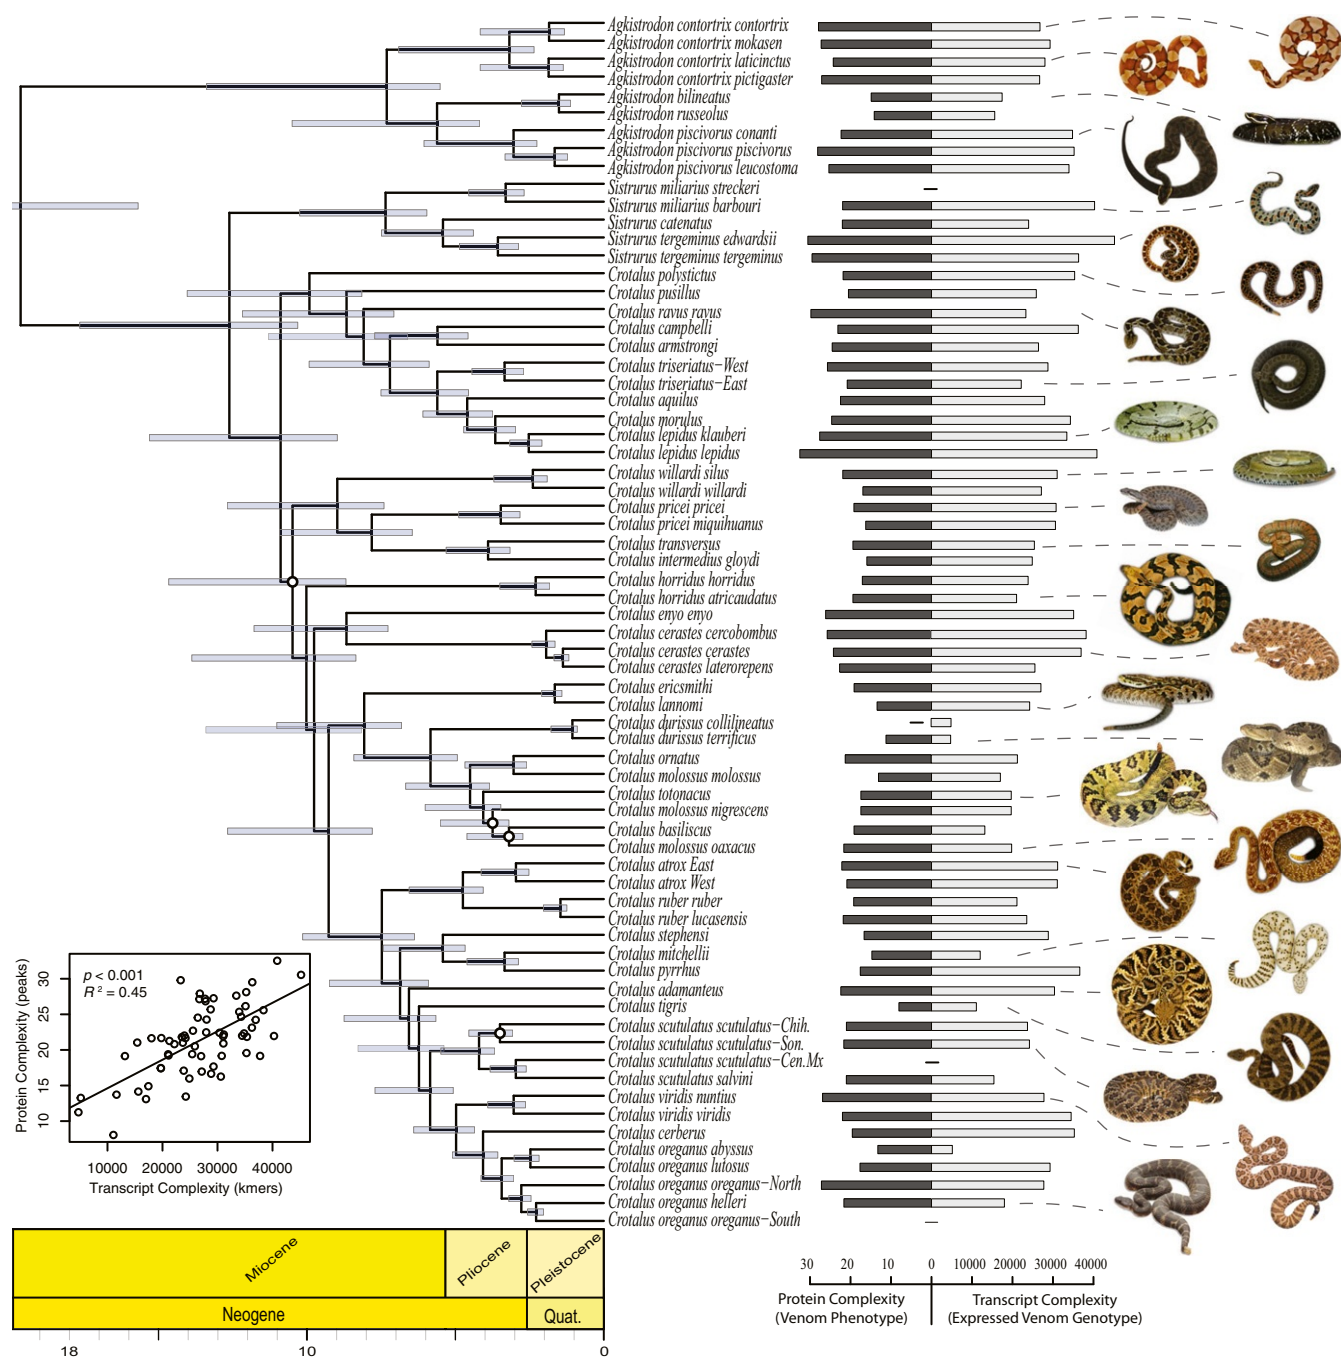 Agkistrodon contortrix contortrix
Agkistrodon contortrix mokasen
Agkistrodon contortrix laticinctus
Agkistrodon contortrix pictigaster
Agkistrodon bilineatus
Agkistrodon russeolus
Agkistrodon piscivorus conanti
Agkistrodon piscivorus piscivorus
Agkistrodon piscivorus leucostoma
Sistrurus miliarius streckeri
Sistrurus miliarius barbouri
Sistrurus catenatus
Sistrurus tergeminus edwardsii
Sistrurus tergeminus tergeminus
Crotalus polystictus
Crotalus pusillus
Crotalus ravus ravus
Crotalus campbelli
Crotalus armstrongi
Crotalus triseriatus−West
Crotalus triseriatus−East
Crotalus aquilus
Crotalus morulus
Crotalus lepidus klauberi
Crotalus lepidus lepidus
Crotalus willardi silus
Crotalus willardi willardi
Crotalus pricei pricei
Crotalus pricei miquihuanus
Crotalus transversus
Crotalus intermedius gloydi
Crotalus horridus horridus
Crotalus horridus atricaudatus
Crotalus enyo enyo
Crotalus cerastes cercobombus
Crotalus cerastes cerastes
Crotalus cerastes laterorepens
Crotalus ericsmithi
Crotalus lannomi
Crotalus durissus collilineatus
Crotalus durissus terrificus
Crotalus ornatus
Crotalus molossus molossus
Crotalus totonacus
Crotalus molossus nigrescens
Crotalus basiliscus
Crotalus molossus oaxacus
Crotalus atrox East
Crotalus atrox West
Crotalus ruber ruber
Crotalus ruber lucasensis
Crotalus stephensi
Crotalus mitchellii
Crotalus pyrrhus
Crotalus adamanteus
Crotalus tigris
Crotalus scutulatus scutulatus−Chih.
Crotalus scutulatus scutulatus−Son.
Crotalus scutulatus scutulatus−Cen.Mx
Crotalus scutulatus salvini
Crotalus viridis nuntius
Crotalus viridis viridis
Crotalus cerberus
Crotalus oreganus abyssus
Crotalus oreganus lutosus
Crotalus oreganus oreganus−North
Crotalus oreganus helleri
Crotalus oreganus oreganus−South
p < 0.001
R² = 0.45
Protein Complexity (peaks)
30
25
20
15
10
10000 20000 30000 40000
Transcript Complexity (kmers)
Miocene
Pliocene
Pleistocene
Neogene
Quat.
18 10 0
30 20 10 0 10000 20000 30000 40000
Protein Complexity
(Venom Phenotype)
Transcript Complexity
(Expressed Venom Genotype)